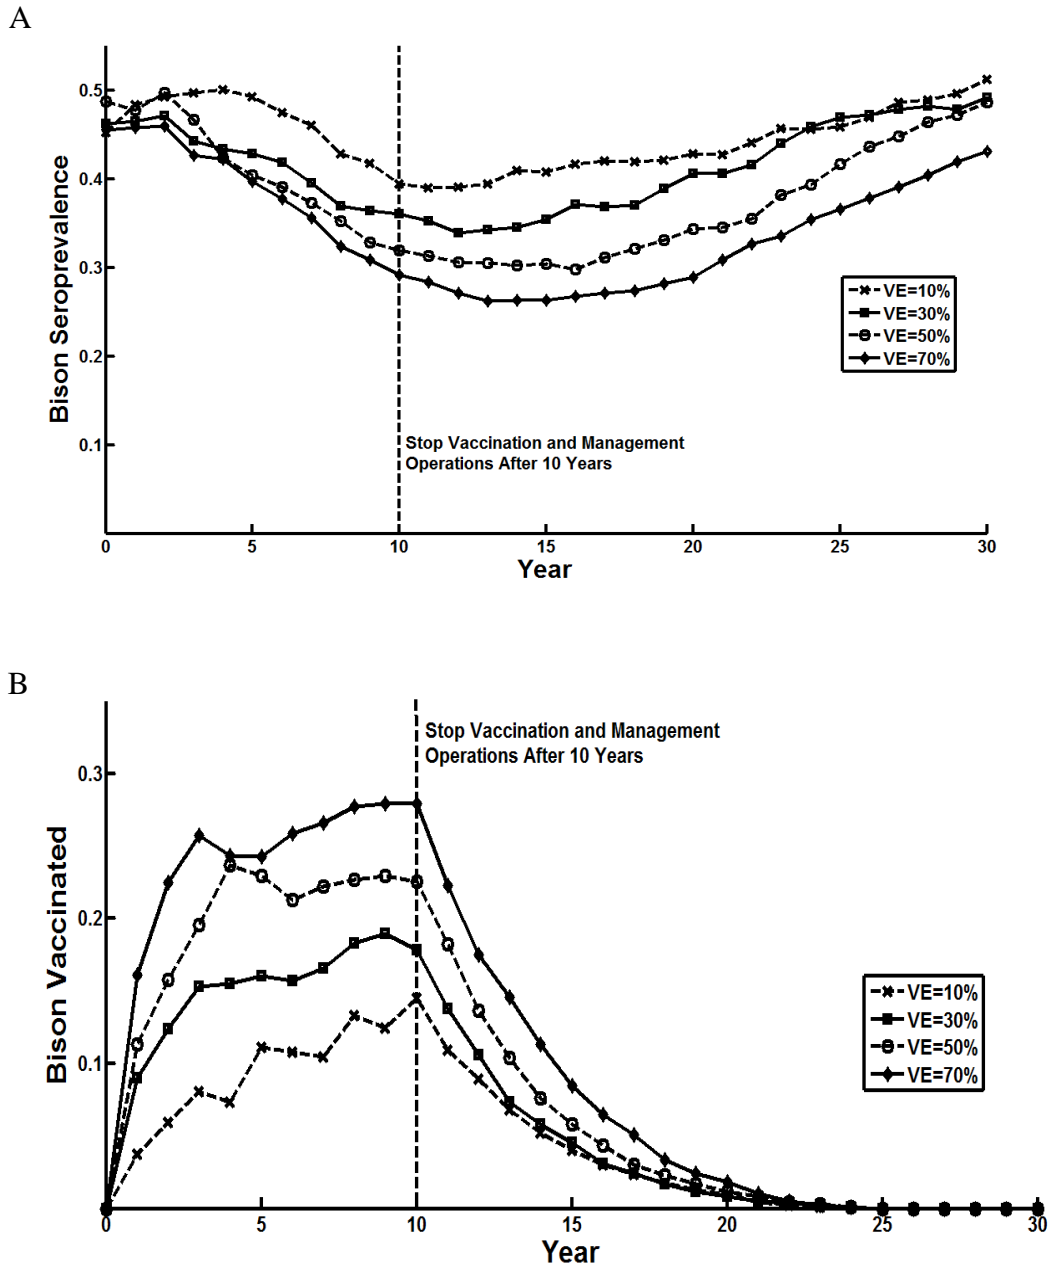 A
Bison Seroprevalence
0.5
0.4
0.3
0.2
0.1
VE=10%
VE=30%
VE=50%
VE=70%
Stop Vaccination and Management
Operations After 10 Years
0 5 10 15 20 25 30
Year
B
Bison Vaccinated
0.3
0.2
0.1
Stop Vaccination and Management
Operations After 10 Years
VE=10%
VE=30%
VE=50%
VE=70%
0 5 10 15 20 25 30
Year